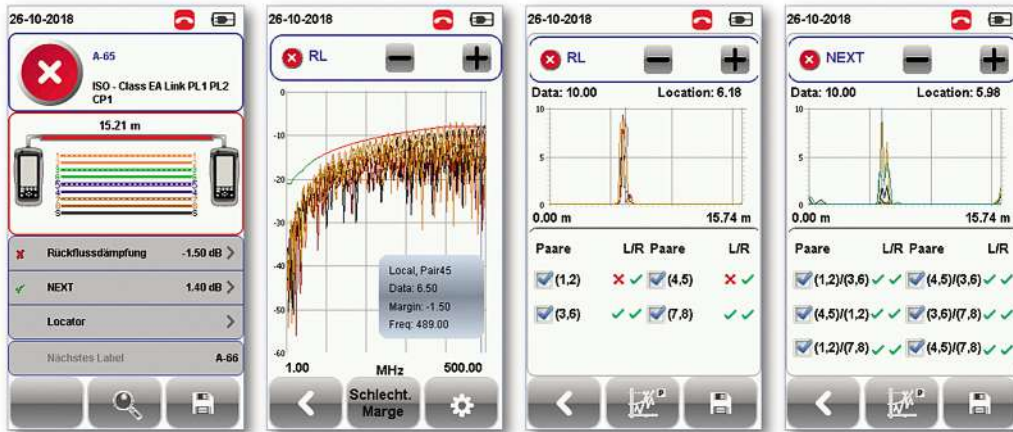 26-10-2018
A-65
ISO - Class EA Link PL1 PL2
CP1
15.21 m
Rückflussdämpfung -1.50 dB
NEXT 1.40 dB
Locator
Nächstes Label A-66
26-10-2018
RL
0
-10
-20
-30
-40
-50
-60
Local, Pair45
Data: 6.50
Margin: -1.50
Freq: 489.00
1.00 MHz 500.00
Schlecht.
Marge
26-10-2018
RL
Data: 10.00 Location: 6.18
10
5
0
0.00 m 15.74 m
Paare L/R Paare L/R
(1,2) (4,5)
(3,6) (7,8)
26-10-2018
NEXT
Data: 10.00 Location: 5.98
10
5
0
0.00 m 15.74 m
Paare L/R Paare L/R
(1,2)/(3,6) (4,5)/(3,6)
(4,5)/(1,2) (3,6)/(7,8)
(1,2)/(7,8) (4,5)/(7,8)